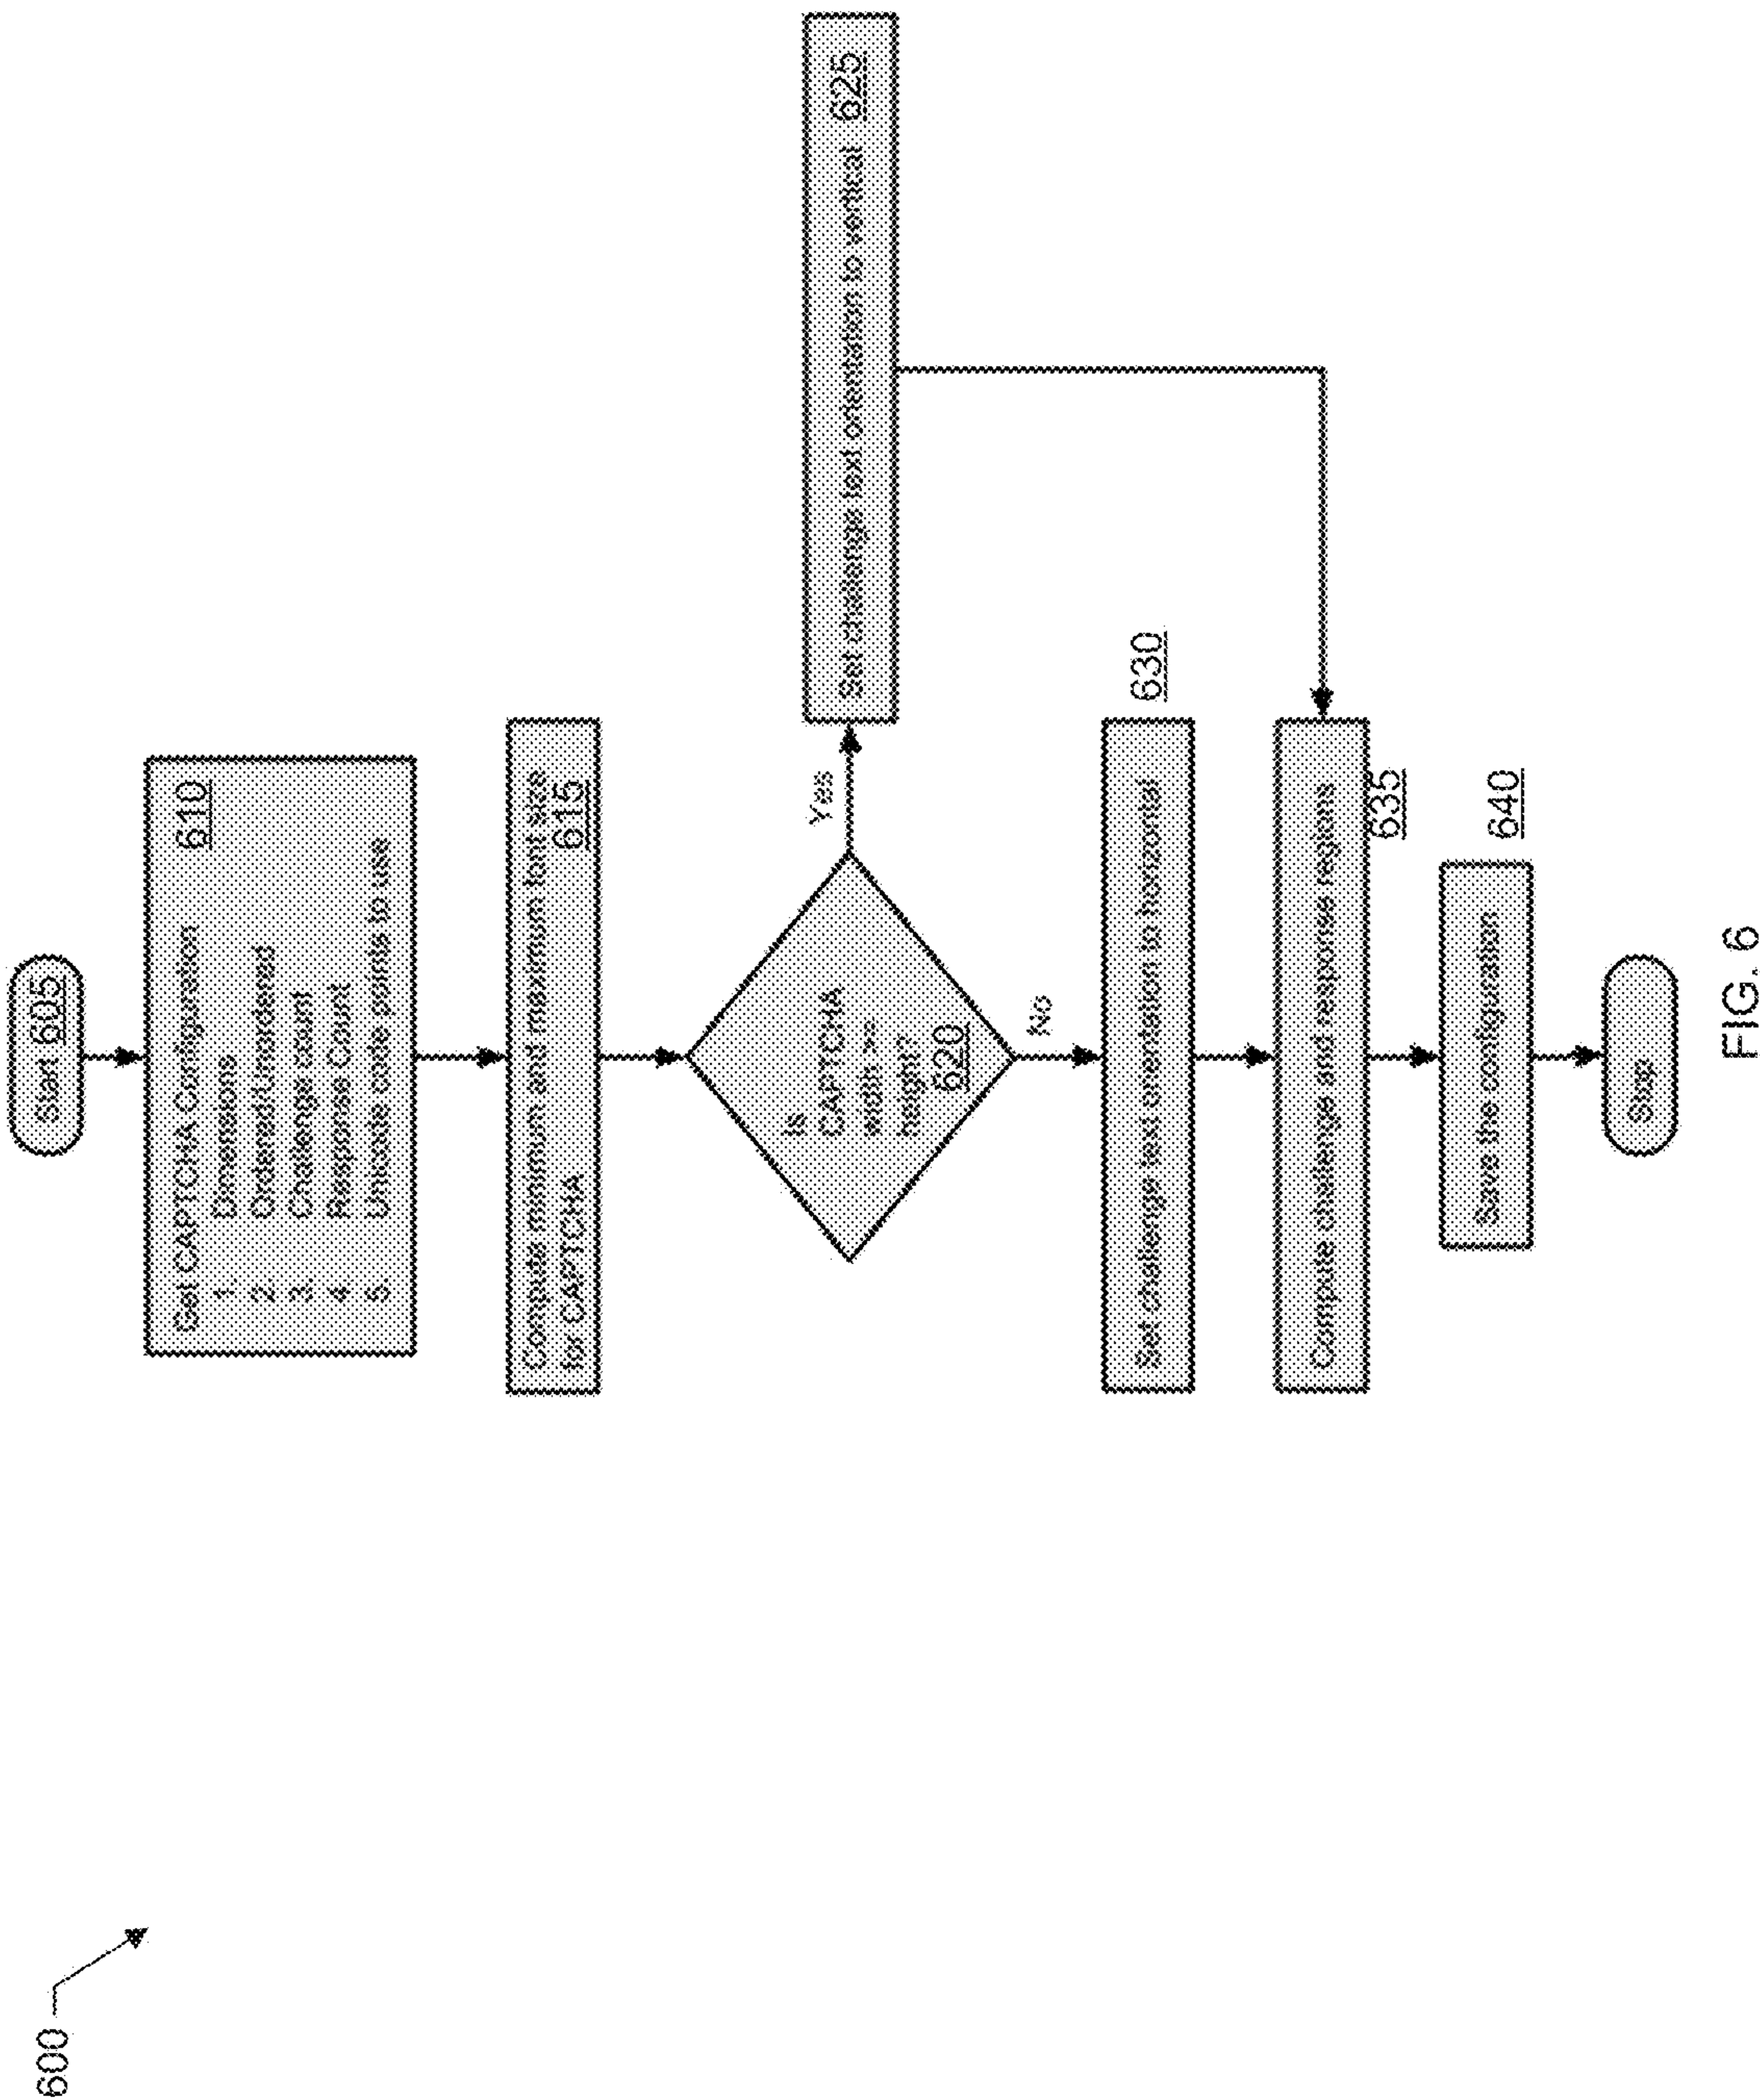 600
Start 605
Get CAPTCHA Configuration 610
1. Dimensions
2. Ordered/Unordered
3. Challenge count
4. Response Count
5. Unicode code points to use
Compute minimum and maximum font size
for CAPTCHA 615
Is
CAPTCHA
width >=
height?
620
Yes
Set challenge text orientation to vertical 625
No
Set challenge text orientation to horizontal
630
Compute challenge and response regions
635
Save the configuration
640
Stop
FIG. 6